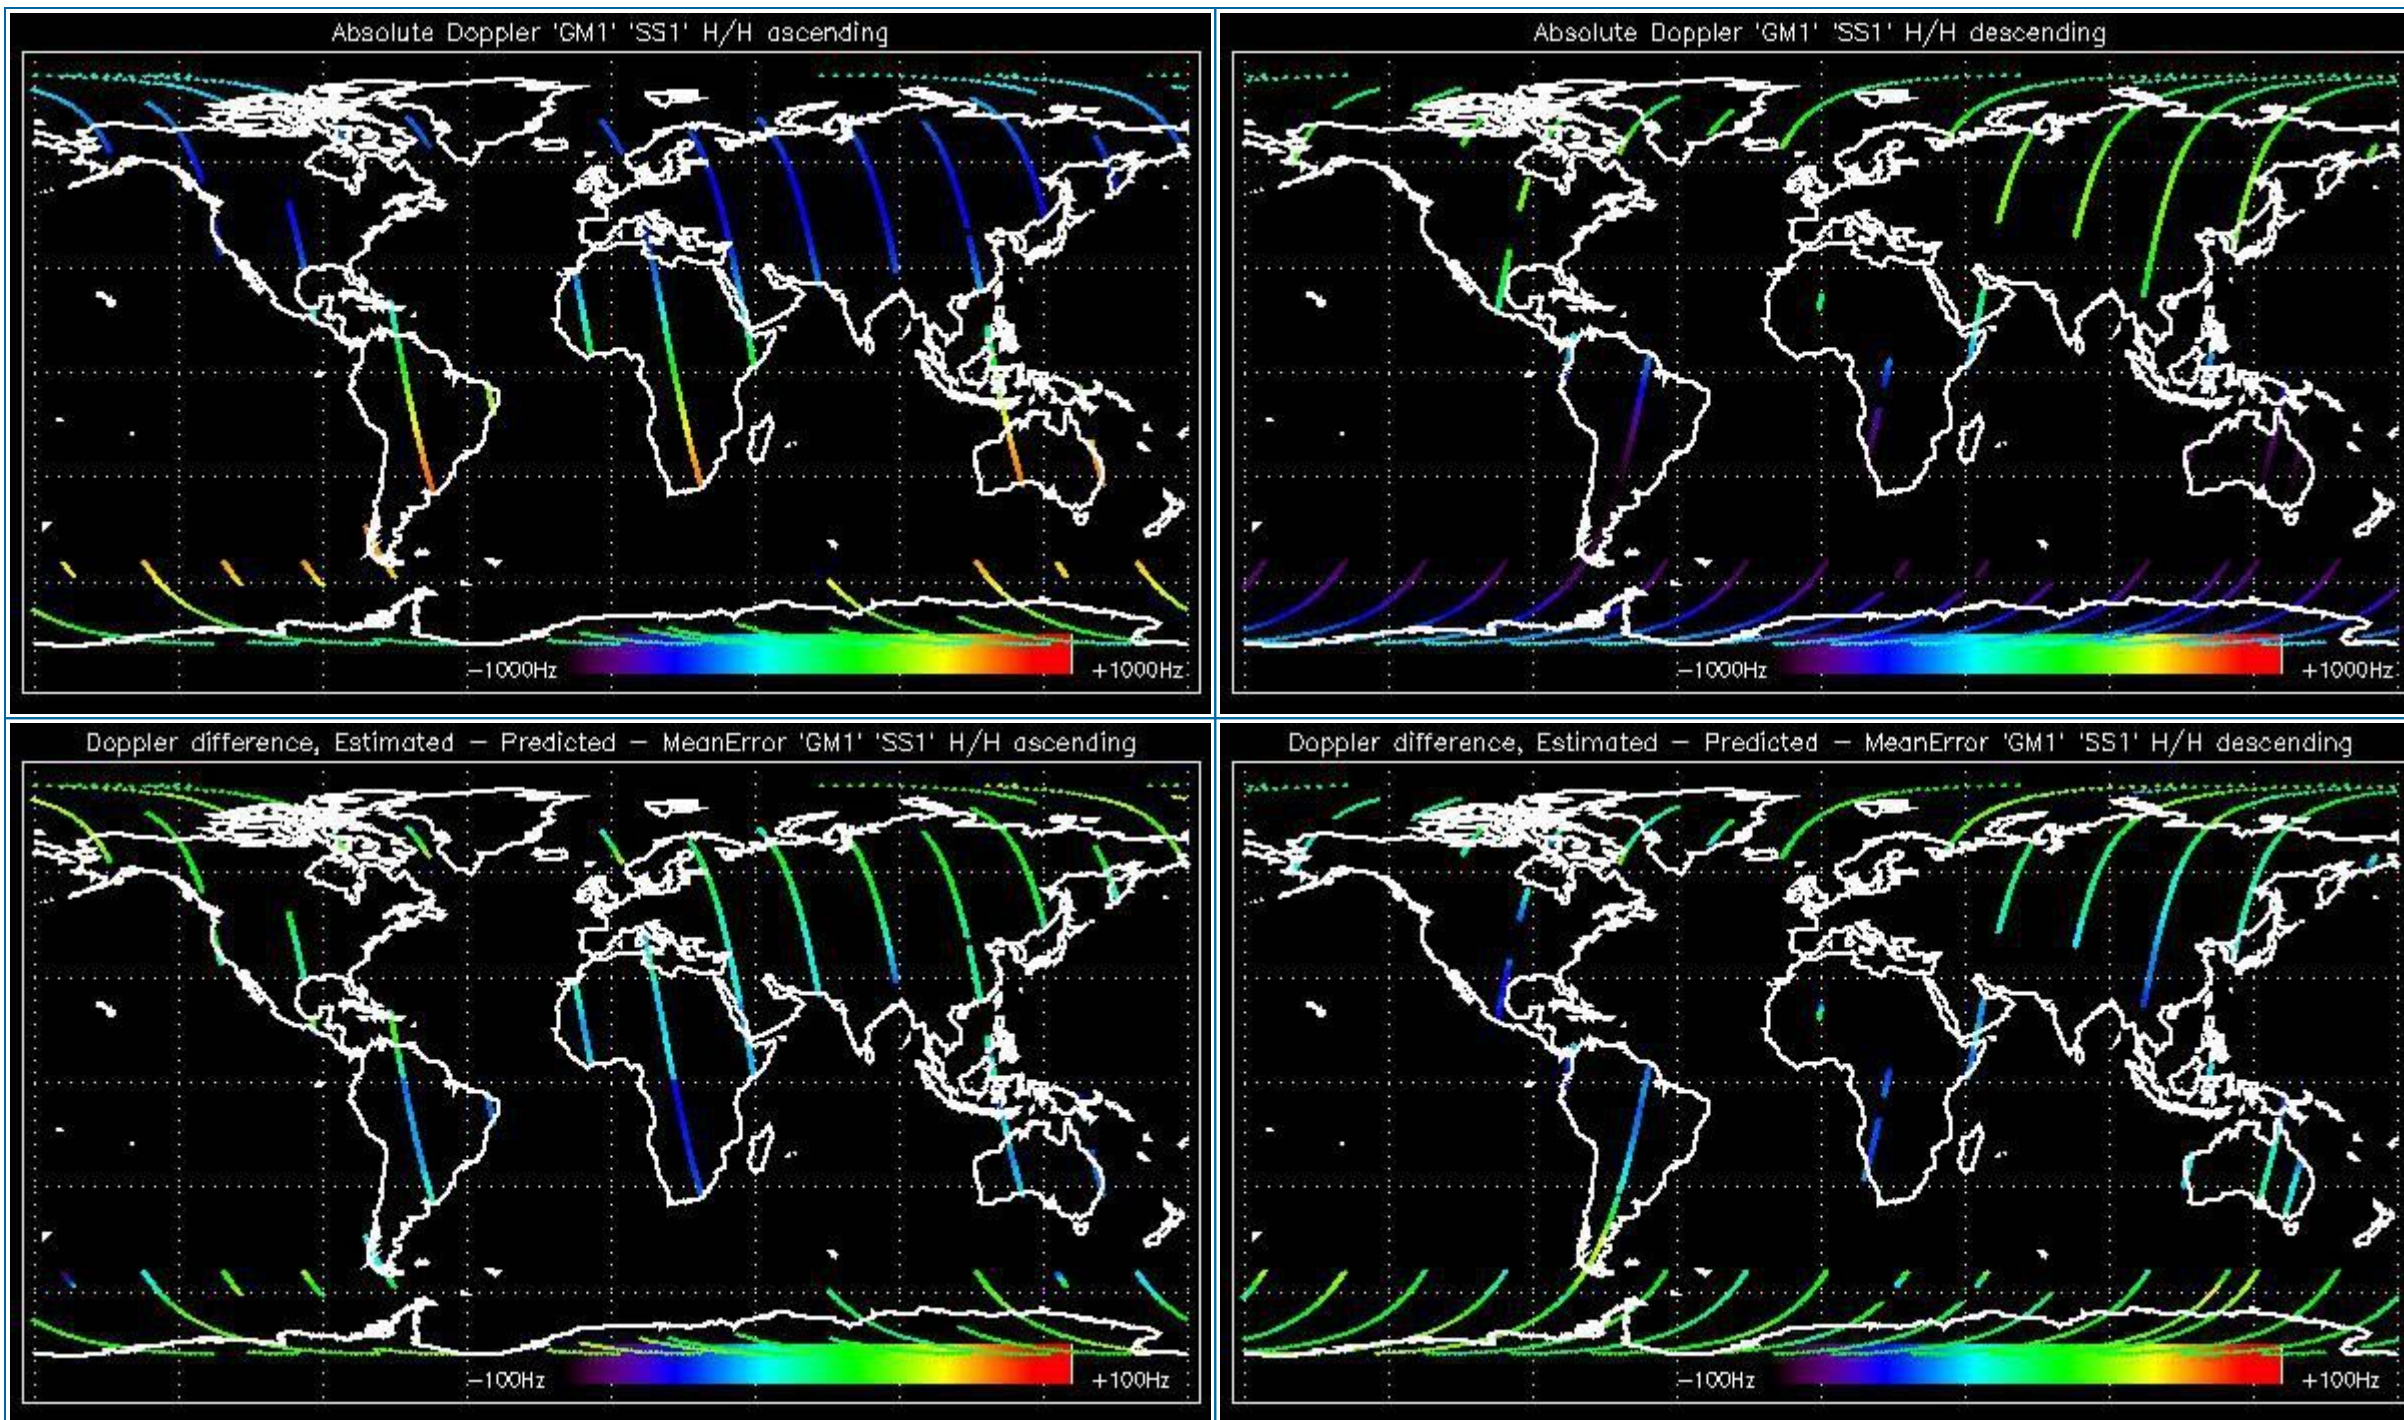 Absolute Doppler 'GM1' 'SS1' H/H ascending
-1000Hz
+1000Hz
Absolute Doppler 'GM1' 'SS1' H/H descending
-1000Hz
+1000Hz
Doppler difference, Estimated - Predicted - MeanError 'GM1' 'SS1' H/H ascending
-100Hz
+100Hz
Doppler difference, Estimated - Predicted - MeanError 'GM1' 'SS1' H/H descending
-100Hz
+100Hz